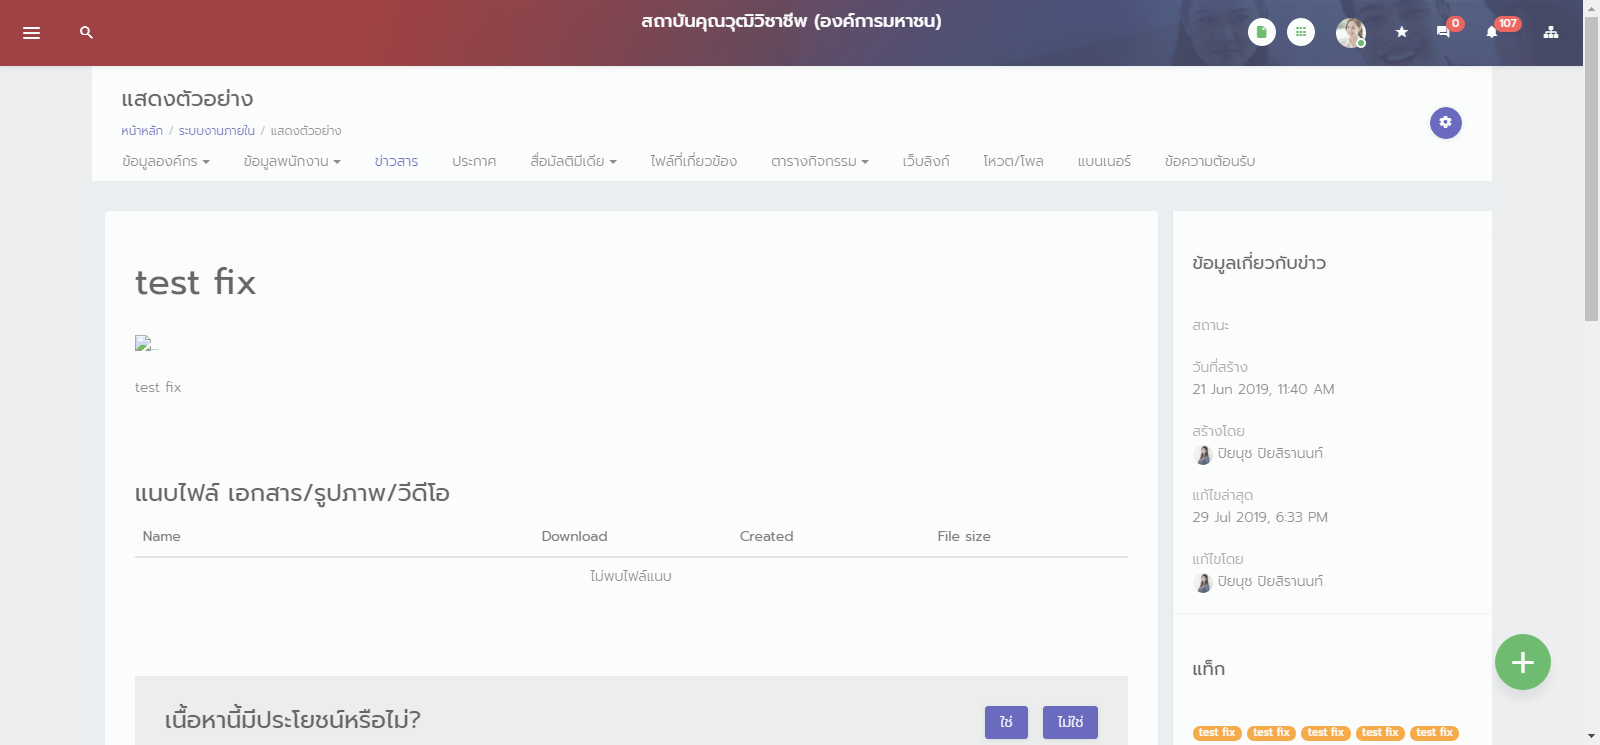 สถาบันคุณวุฒิวิชาชีพ (องค์การมหาชน)
0
107
แสดงตัวอย่าง
หน้าหลัก / ระบบงานภายใน / แสดงตัวอย่าง
ข้อมูลองค์กร ข้อมูลพนักงาน ข่าวสาร ประกาศ สื่อมัลติมีเดีย ไฟล์ที่เกี่ยวข้อง ตารางกิจกรรม เว็บลิงก์ โหวต/โพล แบนเนอร์ ข้อความต้อนรับ
test fix
...
test fix
แนบไฟล์ เอกสาร/รูปภาพ/วีดีโอ
Name Download Created File size
ไม่พบไฟล์แนบ
เนื้อหานี้มีประโยชน์หรือไม่?
ใช่ ไม่ใช่
ข้อมูลเกี่ยวกับข่าว
สถานะ
วันที่สร้าง
21 Jun 2019, 11:40 AM
สร้างโดย
ปิยนุช ปิยสิรานนท์
แก้ไขล่าสุด
29 Jul 2019, 6:33 PM
แก้ไขโดย
ปิยนุช ปิยสิรานนท์
แท็ก
test fix test fix test fix test fix test fix